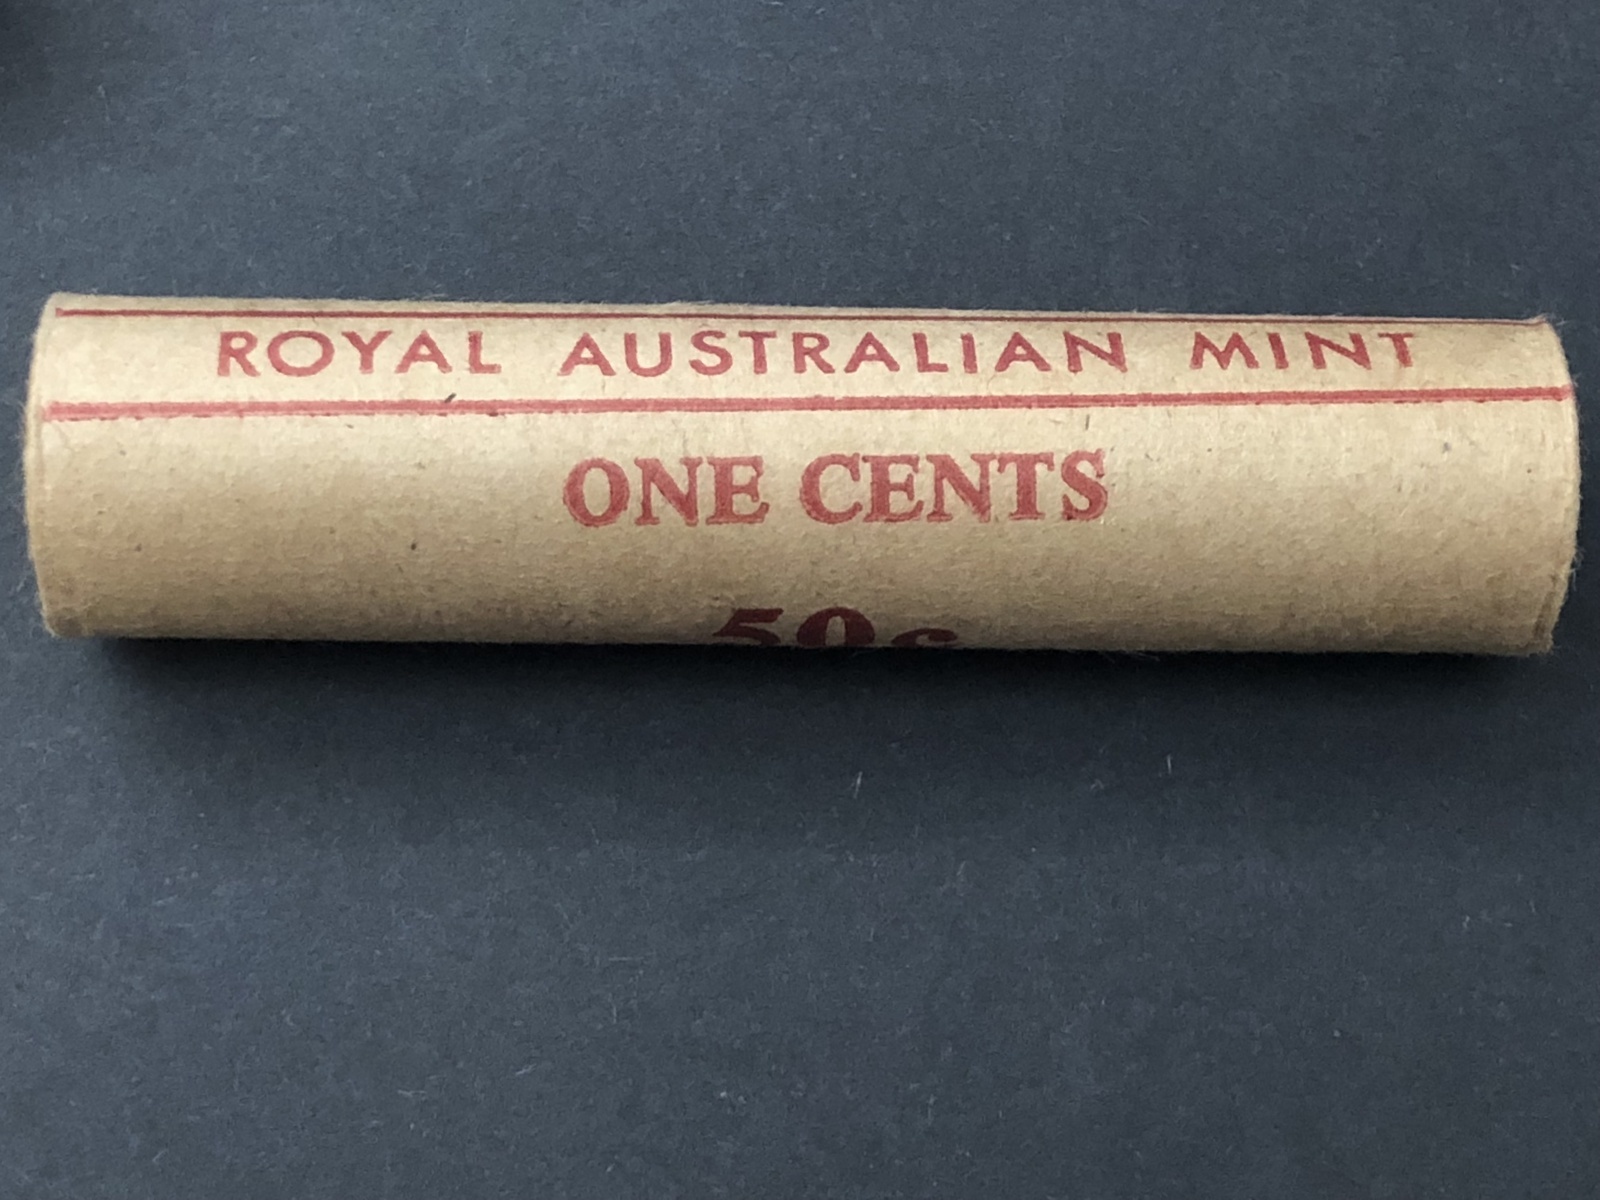 ROYAL AUSTRALIAN MINT
ONE CENTS
50c